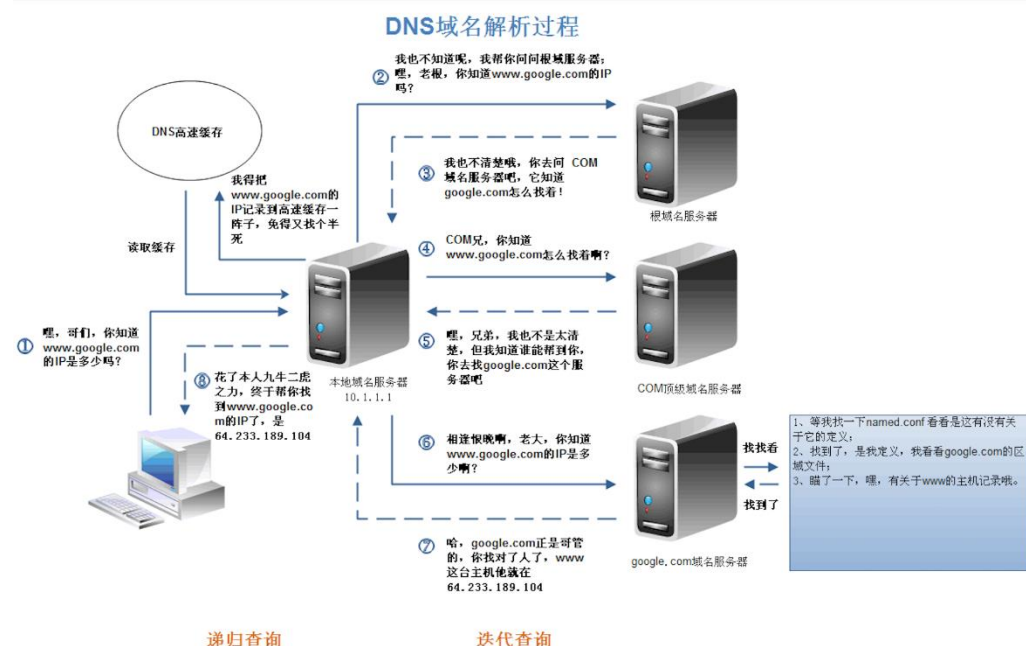 DNS域名解析过程
② 我也不知道呢，我帮你问问根域服务器；
嘿，老根，你知道www.google.com的IP
吗？
DNS高速缓存
③ 我也不清楚哦，你去问 COM
域名服务器吧，它知道
google.com怎么找着！
根域名服务器
我得把
www.google.com的
IP记录到高速缓存一
阵子，免得又找个半
死
读取缓存
④ COM兄，你知道
www.google.com怎么找着啊？
① 嘿，哥们，你知道
www.google.com
的IP是多少吗？
⑤ 嘿，兄弟，我也不是太清
楚，但我知道谁能帮到你，
你去找google.com这个服
务器吧
本地域名服务器
10.1.1.1
COM顶级域名服务器
⑧ 花了本人九牛二虎
之力，终于帮你找
到www.google.co
m的IP了，是
64.233.189.104
⑥ 相逢恨晚啊，老大，你知道
www.google.com的IP是多
少啊？
找找看
找到了
1、等我找一下named.conf 看看是这有没有关
于它的定义；
2、找到了，是我定义，我看看google.com的区
域文件；
3、瞄了一下，嘿，有关于www的主机记录哦。
⑦ 哈，google.com正是哥管
的，你找对了人了，www
这台主机他就在
64.233.189.104
google.com域名服务器
递归查询
迭代查询